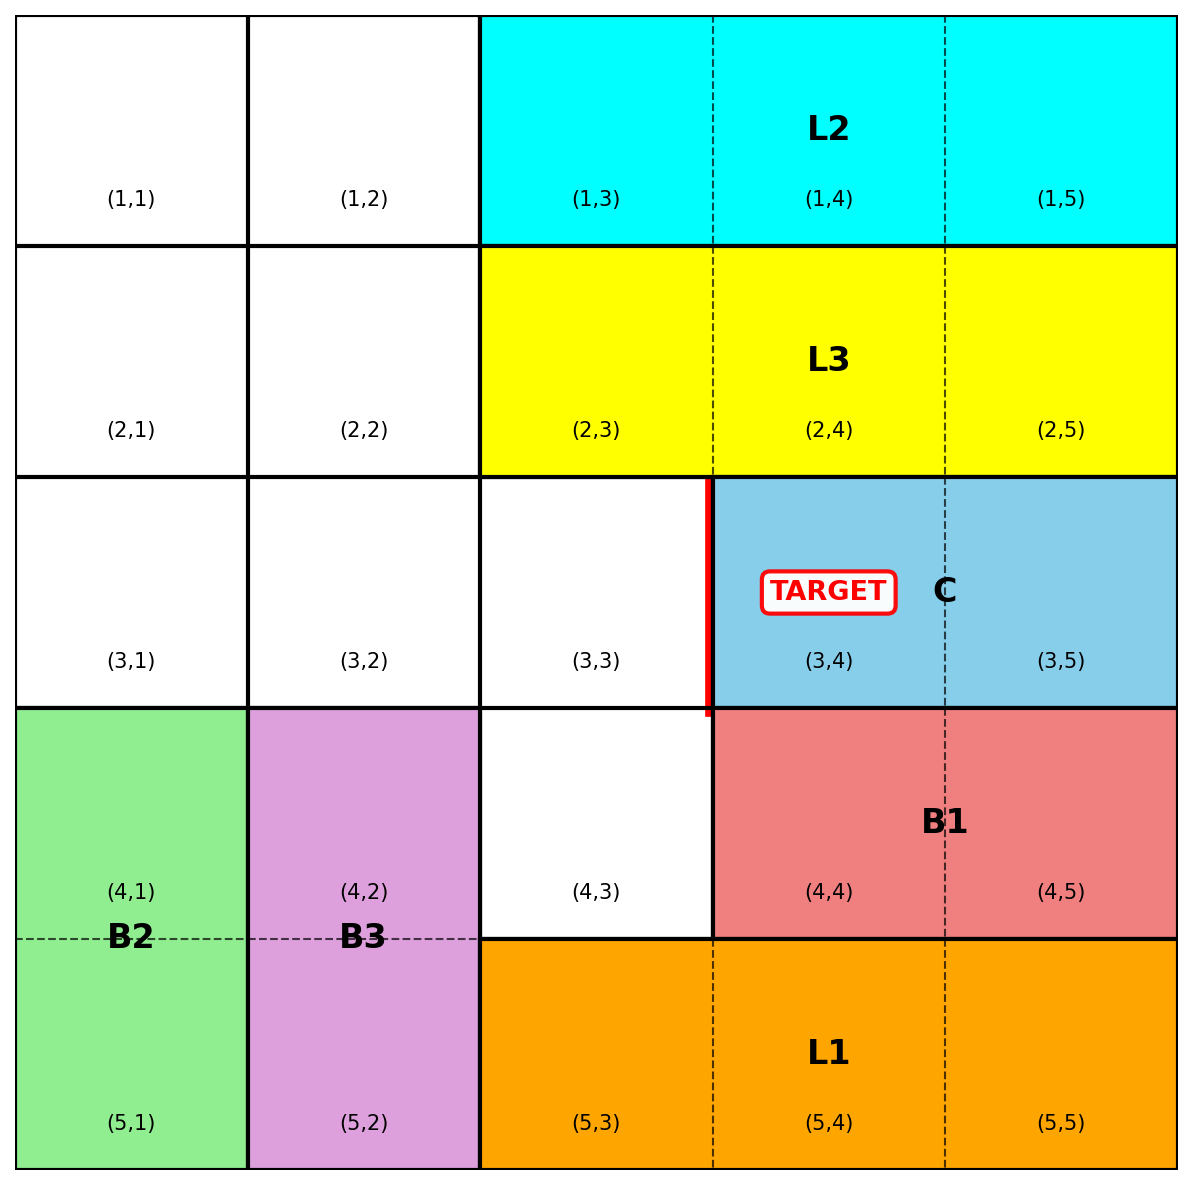 L2
(1,1) (1,2) (1,3) (1,4) (1,5)
L3
(2,1) (2,2) (2,3) (2,4) (2,5)
TARGET C
(3,1) (3,2) (3,3) (3,4) (3,5)
B1
(4,1) (4,2) (4,3) (4,4) (4,5)
B2 B3
L1
(5,1) (5,2) (5,3) (5,4) (5,5)